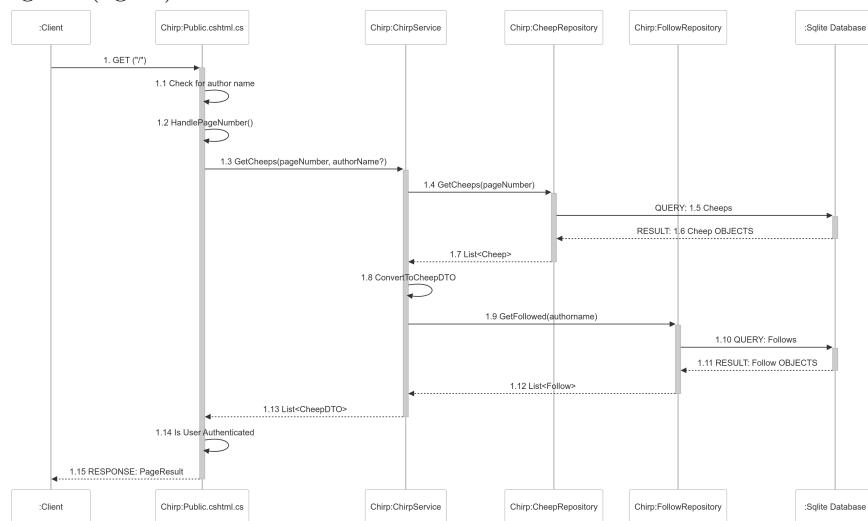 :Client
Chirp:Public.cshtml.cs
Chirp:ChirpService
Chirp:CheepRepository
Chirp:FollowRepository
:Sqlite Database
1. GET ("/")
1.1 Check for author name
1.2 HandlePageNumber()
1.3 GetCheeps(pageNumber, authorName?)
1.4 GetCheeps(pageNumber)
QUERY: 1.5 Cheeps
RESULT: 1.6 Cheep OBJECTS
1.7 List<Cheep>
1.8 ConvertToCheepDTO
1.9 GetFollowed(authorname)
1.10 QUERY: Follows
1.11 RESULT: Follow OBJECTS
1.12 List<Follow>
1.13 List<CheepDTO>
1.14 Is User Authenticated
1.15 RESPONSE: PageResult
:Client
Chirp:Public.cshtml.cs
Chirp:ChirpService
Chirp:CheepRepository
Chirp:FollowRepository
:Sqlite Database